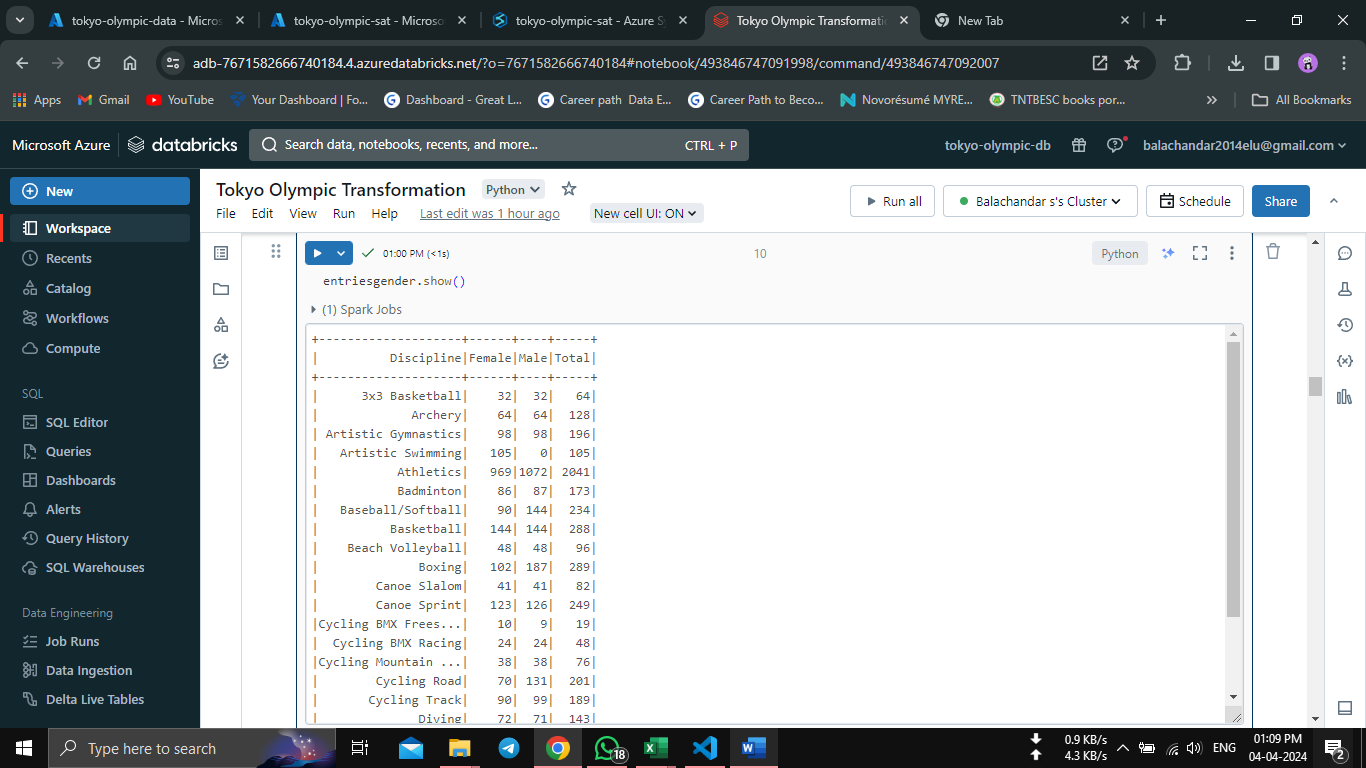 tokyo-olympic-data - Micros
tokyo-olympic-sat - Microso
tokyo-olympic-sat - Azure Sy
Tokyo Olympic Transformati
New Tab
adb-7671582666740184.4.azuredatabricks.net/?o=7671582666740184#notebook/493846747091998/command/493846747092007
Apps
Gmail
YouTube
Your Dashboard | Fo...
Dashboard - Great L...
Career path Data E...
Career Path to Beco...
Novorésumé MYRE...
TNTBESC books por...
All Bookmarks
Microsoft Azure
databricks
Search data, notebooks, recents, and more...
CTRL + P
tokyo-olympic-db
balachandar2014elu@gmail.com
New
Workspace
Recents
Catalog
Workflows
Compute
SQL
SQL Editor
Queries
Dashboards
Alerts
Query History
SQL Warehouses
Data Engineering
Job Runs
Data Ingestion
Delta Live Tables
Tokyo Olympic Transformation
Python
File Edit View Run Help Last edit was 1 hour ago New cell UI: ON
Run all
Balachandar s's Cluster
Schedule
Share
01:00 PM (<1s)
10
Python
entriesgender.show()
(1) Spark Jobs
+-------------------+------+----+-----+
|         Discipline|Female|Male|Total|
+-------------------+------+----+-----+
|     3x3 Basketball|    32|  32|   64|
|            Archery|    64|  64|  128|
|Artistic Gymnastics|    98|  98|  196|
|  Artistic Swimming|   105|   0|  105|
|          Athletics|   969|1072| 2041|
|          Badminton|    86|  87|  173|
|  Baseball/Softball|    90| 144|  234|
|         Basketball|   144| 144|  288|
|   Beach Volleyball|    48|  48|   96|
|             Boxing|   102| 187|  289|
|       Canoe Slalom|    41|  41|   82|
|       Canoe Sprint|   123| 126|  249|
|Cycling BMX Frees...|    10|   9|   19|
| Cycling BMX Racing|    24|  24|   48|
|Cycling Mountain ...|    38|  38|   76|
|       Cycling Road|    70| 131|  201|
|      Cycling Track|    90|  99|  189|
|             Diving|    72|  71|  143|
Type here to search
18
0.9 KB/s
4.3 KB/s
ENG
01:09 PM
04-04-2024
2